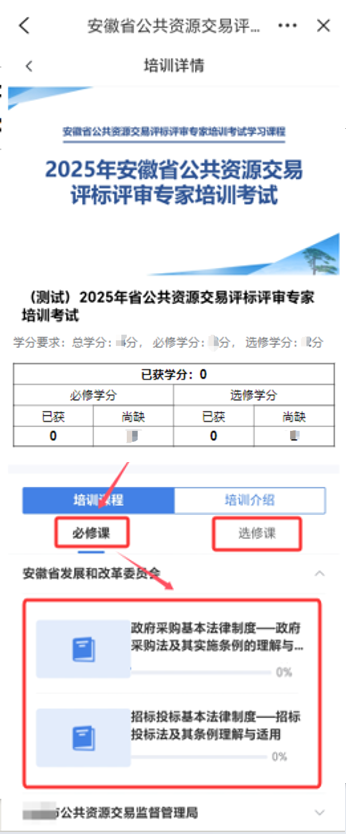 安徽省公共资源交易评...
培训详情
安徽省公共资源交易评标评审专家培训考试学习课程
2025年安徽省公共资源交易
评标评审专家培训考试
（测试）2025年省公共资源交易评标评审专家
培训考试
学分要求：总学分：分， 必修学分：分， 选修学分：分
已获学分：0
必修学分 选修学分
已获 尚缺 已获 尚缺
0 0
培训课程 培训介绍
必修课 选修课
安徽省发展和改革委员会
政府采购基本法律制度——政府
采购法及其实施条例的理解与...
0%
招标投标基本法律制度——招标
投标法及其条例理解与适用
0%
市公共资源交易监督管理局